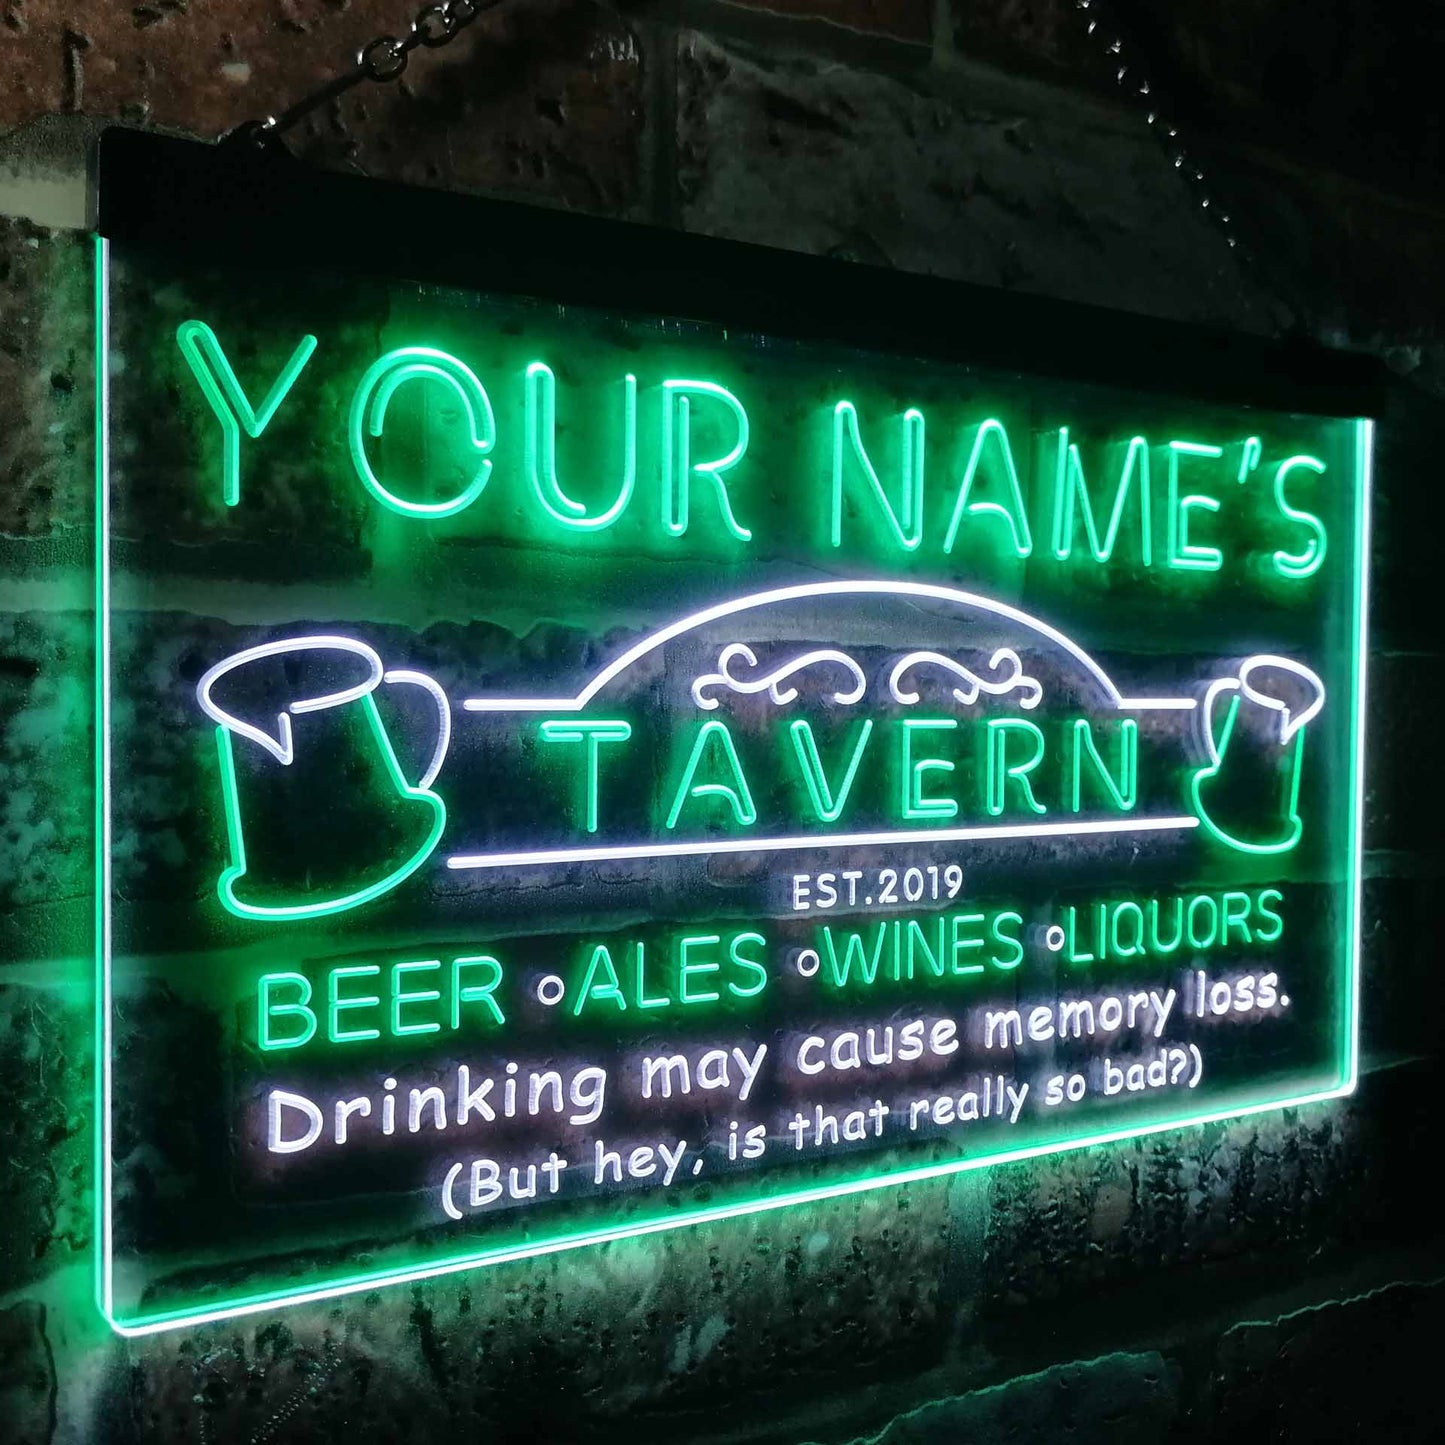 YOUR NAME'S
TAVERN
EST.2019
BEER •ALES •WINES •LIQUORS
Drinking may cause memory loss.
(But hey, is that really so bad?)